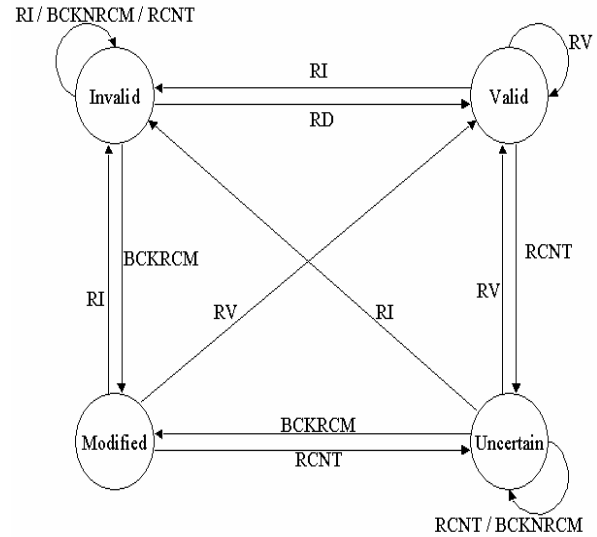 RI / BCKNRCM / RCNT
RV
RI
Invalid
Valid
RD
BCKRCM
RCNT
RI
RV
RI
RV
BCKRCM
Modified
Uncertain
RCNT
RCNT / BCKNRCM